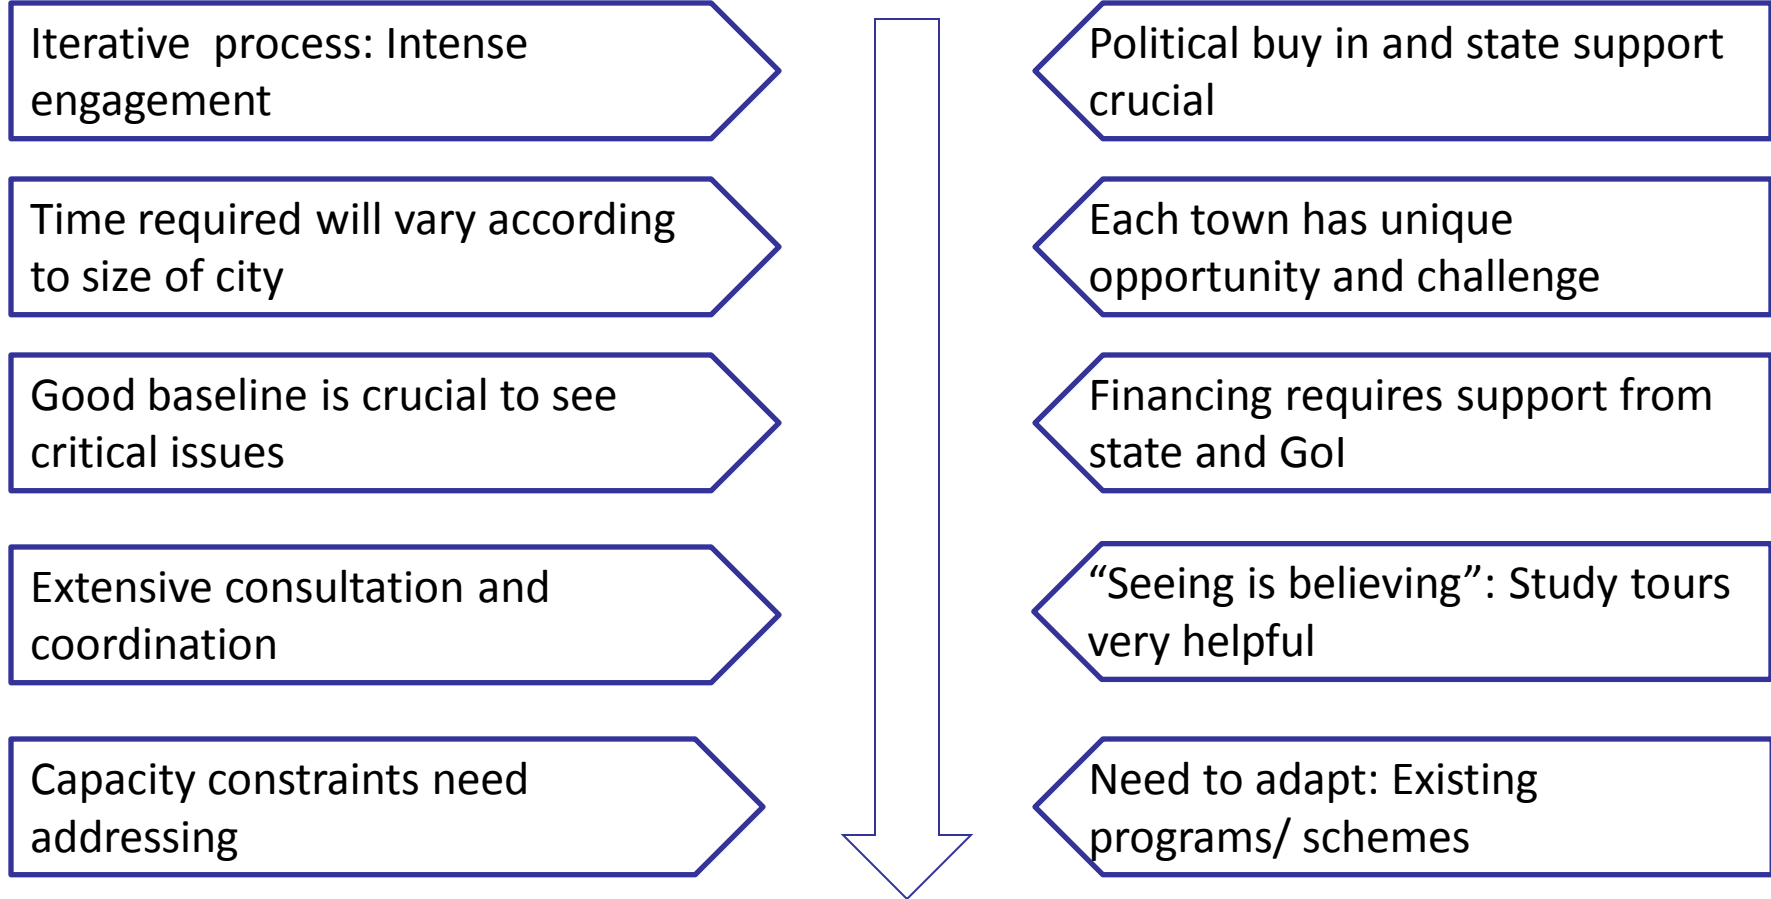 Iterative  process: Intense
engagement
Time required will vary according
to size of city
Good baseline is crucial to see
critical issues
Extensive consultation and
coordination
Capacity constraints need
addressing
Political buy in and state support
crucial
Each town has unique
opportunity and challenge
Financing requires support from
state and GoI
“Seeing is believing”: Study tours
very helpful
Need to adapt: Existing
programs/ schemes